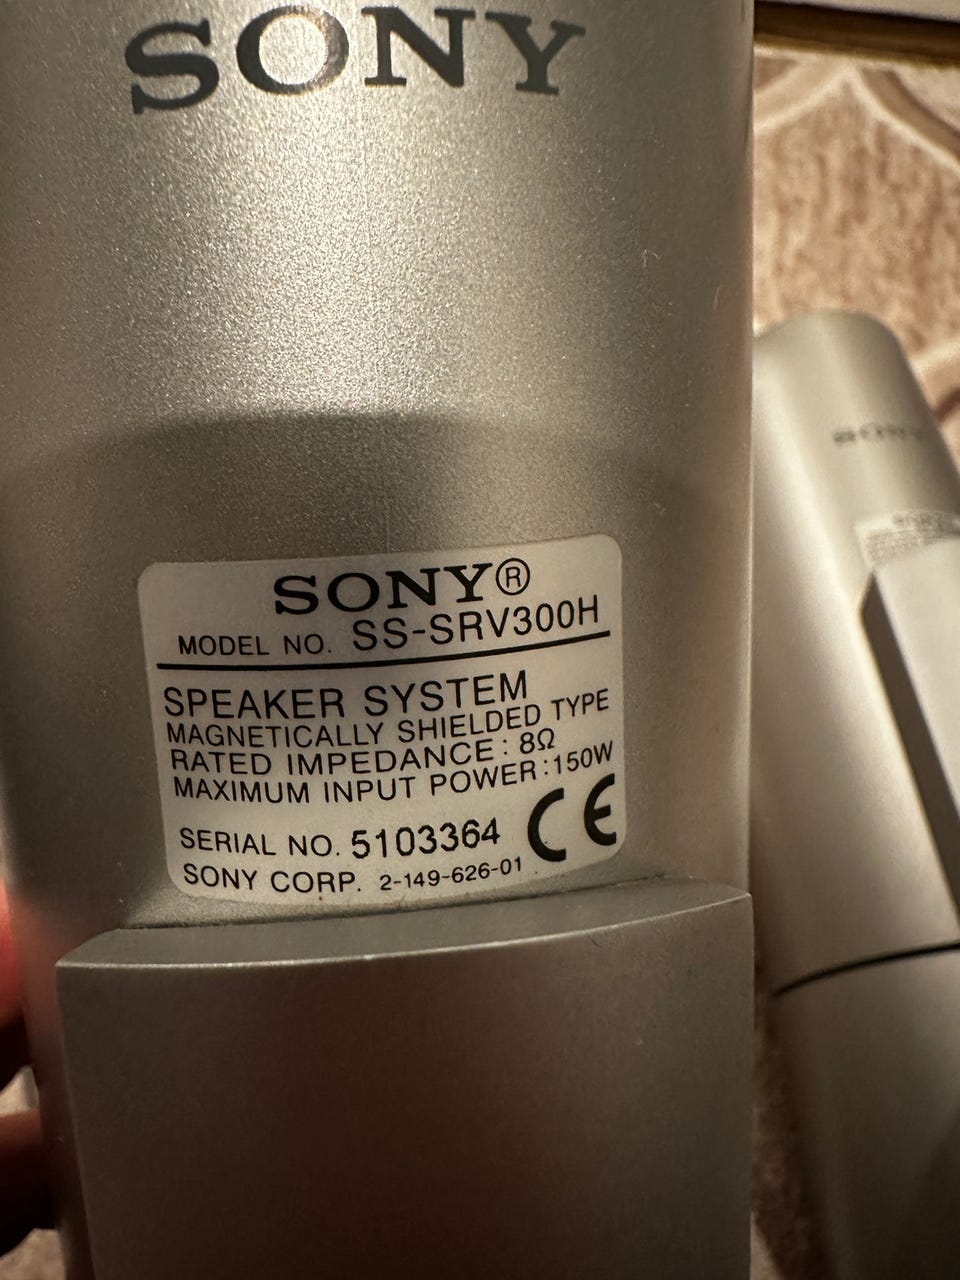 SONY
SONY®
MODEL NO. SS-SRV300H
SPEAKER SYSTEM
MAGNETICALLY SHIELDED TYPE
RATED IMPEDANCE : 8Ω
MAXIMUM INPUT POWER : 150W
SERIAL NO. 5103364
CE
SONY CORP. 2-149-626-01
SONY